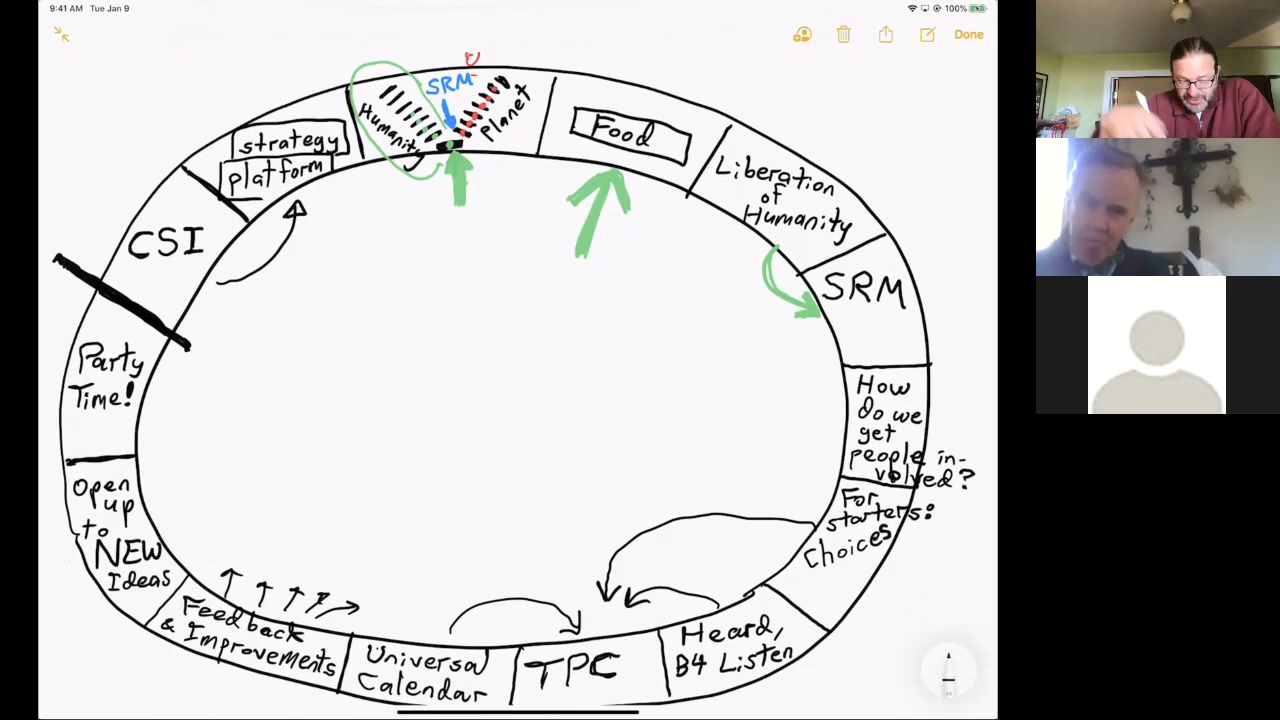 9:41 AM Tue Jan 9
100%
Done
SRM
Humanity
Planet
Food
Liberation
of
Humanity
SRM
How
do we
get
people in-
volved?
For
starters:
Choices
Heard,
B4 Listen
TPC
Universal
Calendar
Feedback
& Improvements
Open
up
to
NEW
Ideas
Party
Time!
CSI
strategy
platform